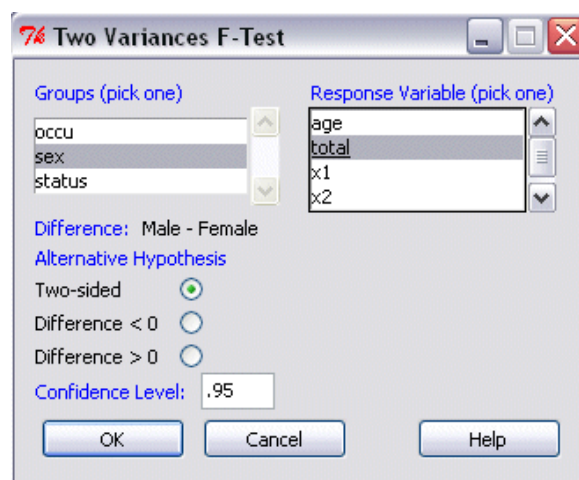 Two Variances F-Test
Groups (pick one)
occu
sex
status
Response Variable (pick one)
age
total
x1
x2
Difference: Male - Female
Alternative Hypothesis
Two-sided
Difference < 0
Difference > 0
Confidence Level: .95
OK Cancel Help